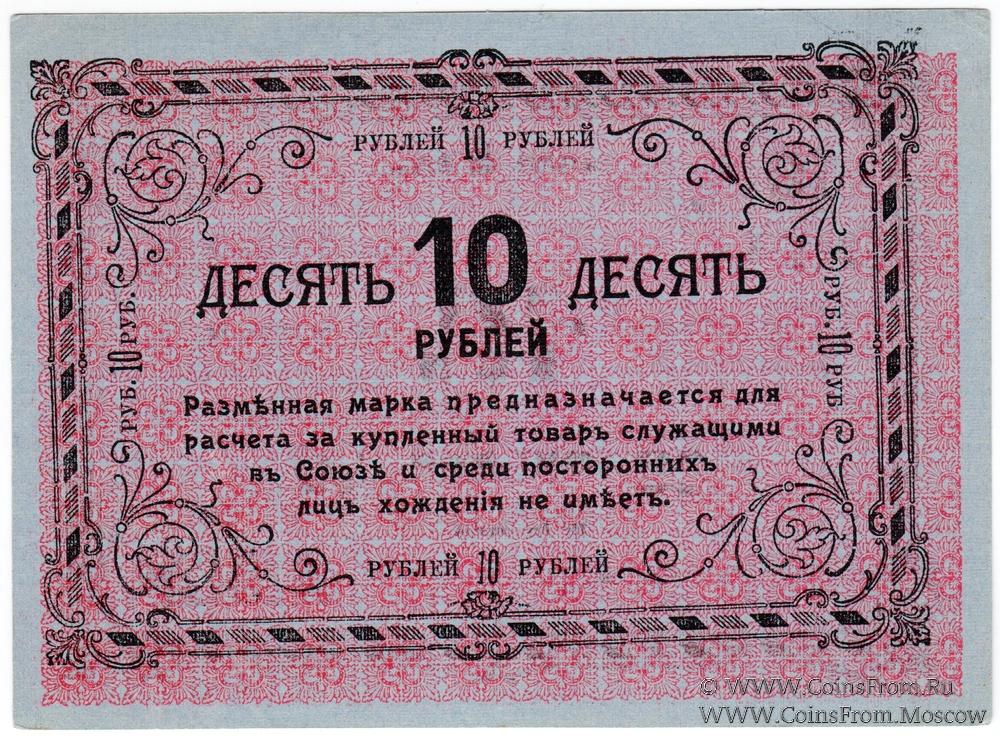 РУБЛЕЙ 10 РУБЛЕЙ
ДЕСЯТЬ 10 ДЕСЯТЬ
РУБЛЕЙ
РУБ. 10 РУБ.
РУБ. 10 РУБ
Размѣнная марка предназначается для
расчета за купленный товаръ служащими
въ Союзѣ и среди постороннихъ
лицъ хожденія не имѣетъ.
РУБЛЕЙ 10 РУБЛЕЙ
© WWW.CoinsFrom.Ru
WWW.CoinsFrom.Moscow